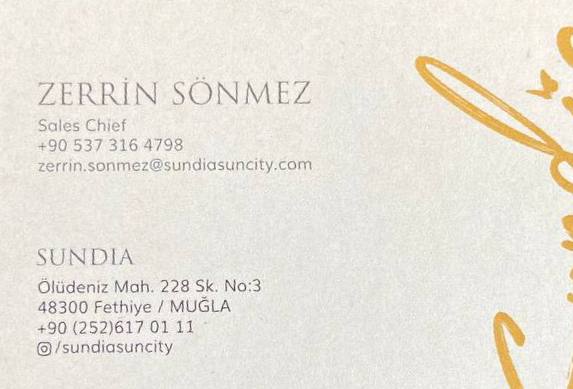 ZERRİN SÖNMEZ
Sales Chief
+90 537 316 4798
zerrin.sonmez@sundiasuncity.com
SUNDIA
Ölüdeniz Mah. 228 Sk. No:3
48300 Fethiye / MUĞLA
+90 (252)617 01 11
/sundiasuncity